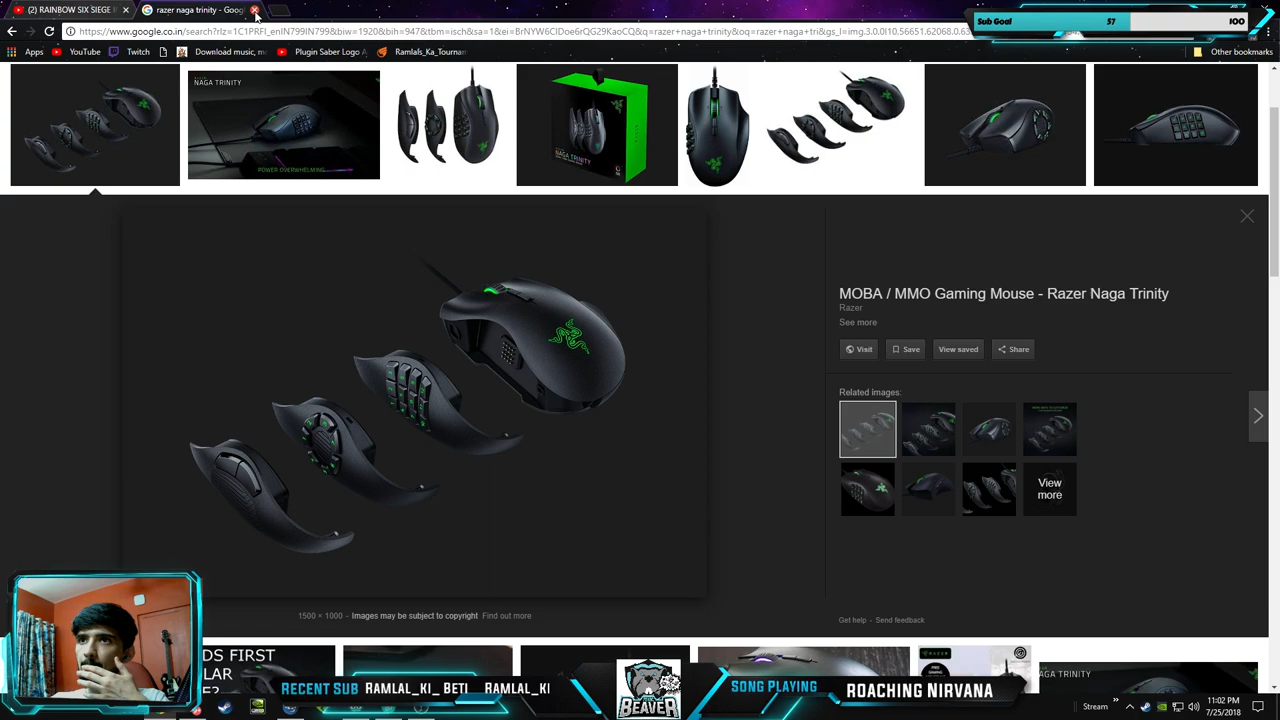 (2) RAINBOW SIX SIEGE
razer naga trinity - Goog
Sub Goal 57 100
https://www.google.co.in/search?rlz=1C1PRFI_enIN799IN799&biw=1920&bih=947&tbm=isch&sa=1&ei=BrNYW6ClDoe6rQG29KaoCQ&q=razer+naga+trinity&oq=razer+naga+tri&gs_l=img.3.0.0l10.56651.62068.0.63
Apps YouTube Twitch Download music, m Plugin Saber Logo A Ramlals_Ka_Tournam Other bookmarks
NAGA TRINITY
POWER OVERWHELMING
NAGA TRINITY
MOBA / MMO Gaming Mouse - Razer Naga Trinity
Razer
See more
Visit Save View saved Share
Related images:
View more
1500 × 1000 - Images may be subject to copyright Find out more
Get help - Send feedback
DS FIRST
LAR
E?
NAGA TRINITY
RECENT SUB RAMLAL_KI_ BETI RAMLAL_KI
BEAVER
SONG PLAYING ROACHING NIRVANA
Stream
11:02 PM
7/25/2018